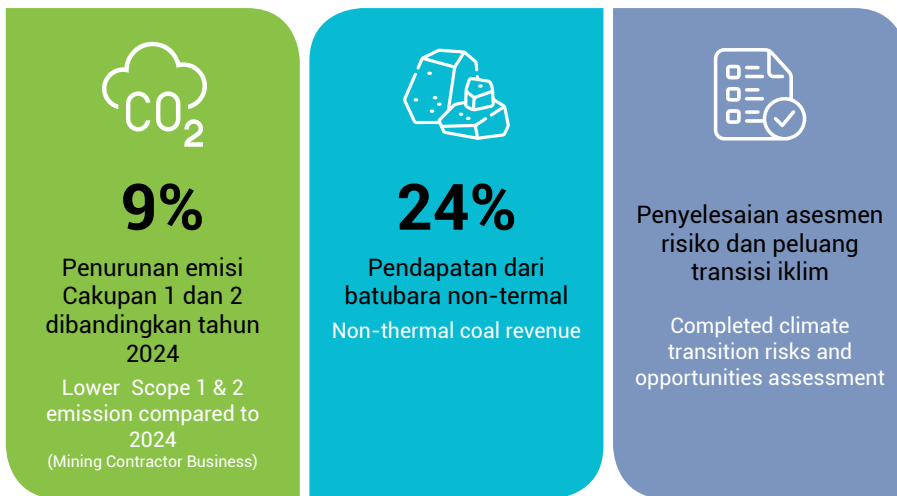 CO2
9%
Penurunan emisi
Cakupan 1 dan 2
dibandingkan tahun
2024
Lower Scope 1 & 2
emission compared to
2024
(Mining Contractor Business)
24%
Pendapatan dari
batubara non-termal
Non-thermal coal revenue
Penyelesaian asesmen
risiko dan peluang
transisi iklim
Completed climate
transition risks and
opportunities assessment